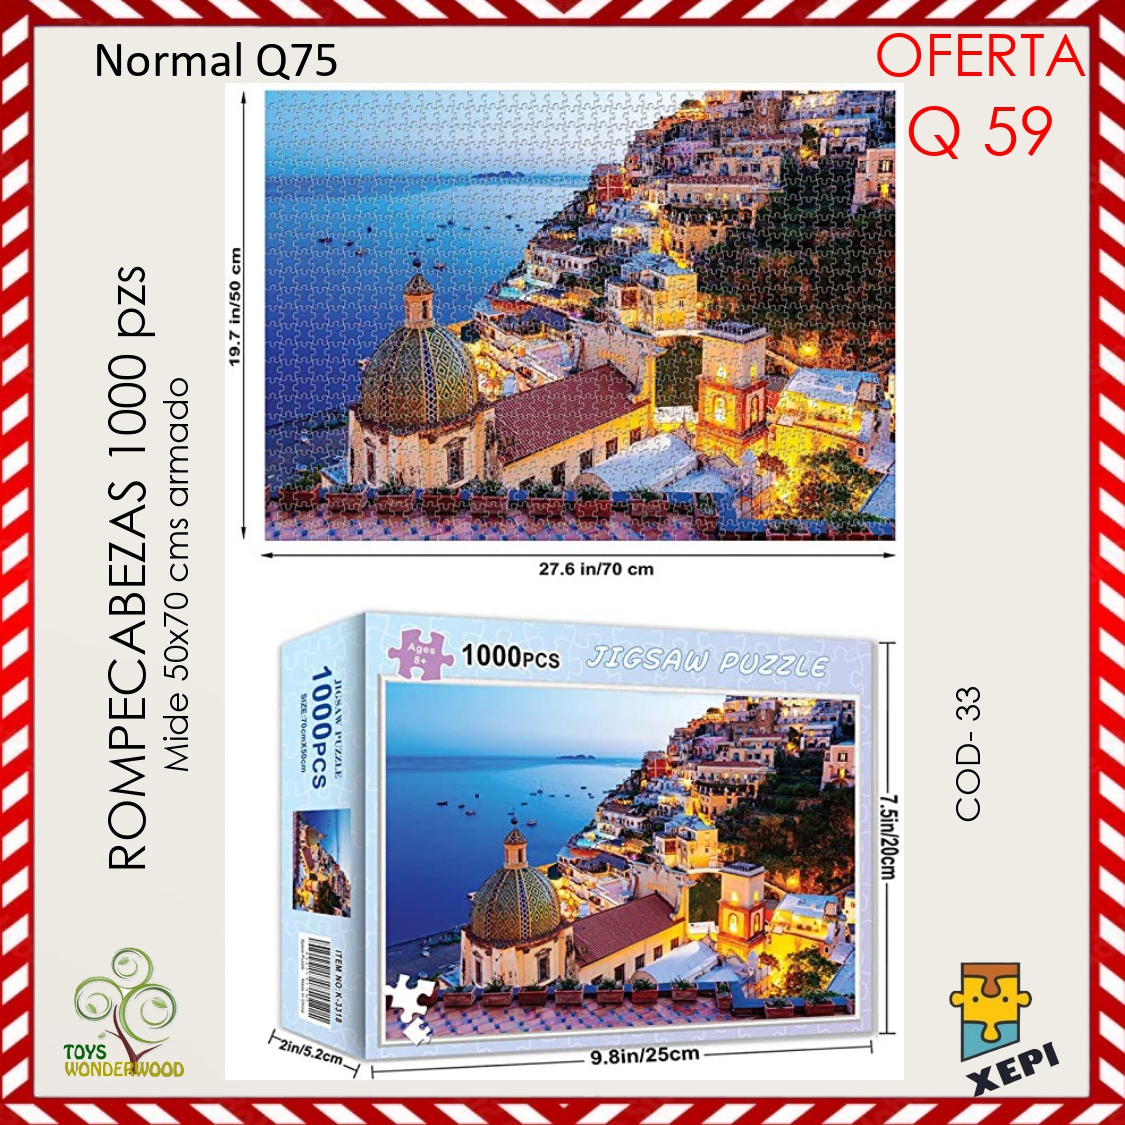 Normal Q75
OFERTA
Q 59
ROMPECABEZAS 1000 pzs
Mide 50x70 cms armado
19.7 in/50 cm
27.6 in/70 cm
Ages
8+
1000PCS
JIGSAW PUZZLE
JIGSAW PUZZLE
1000PCS
SIZE:70cmX50cm
ITEM NO:K-3318
7.5in/20cm
9.8in/25cm
2in/5.2cm
COD- 33
TOYS
WONDERWOOD
XEPI